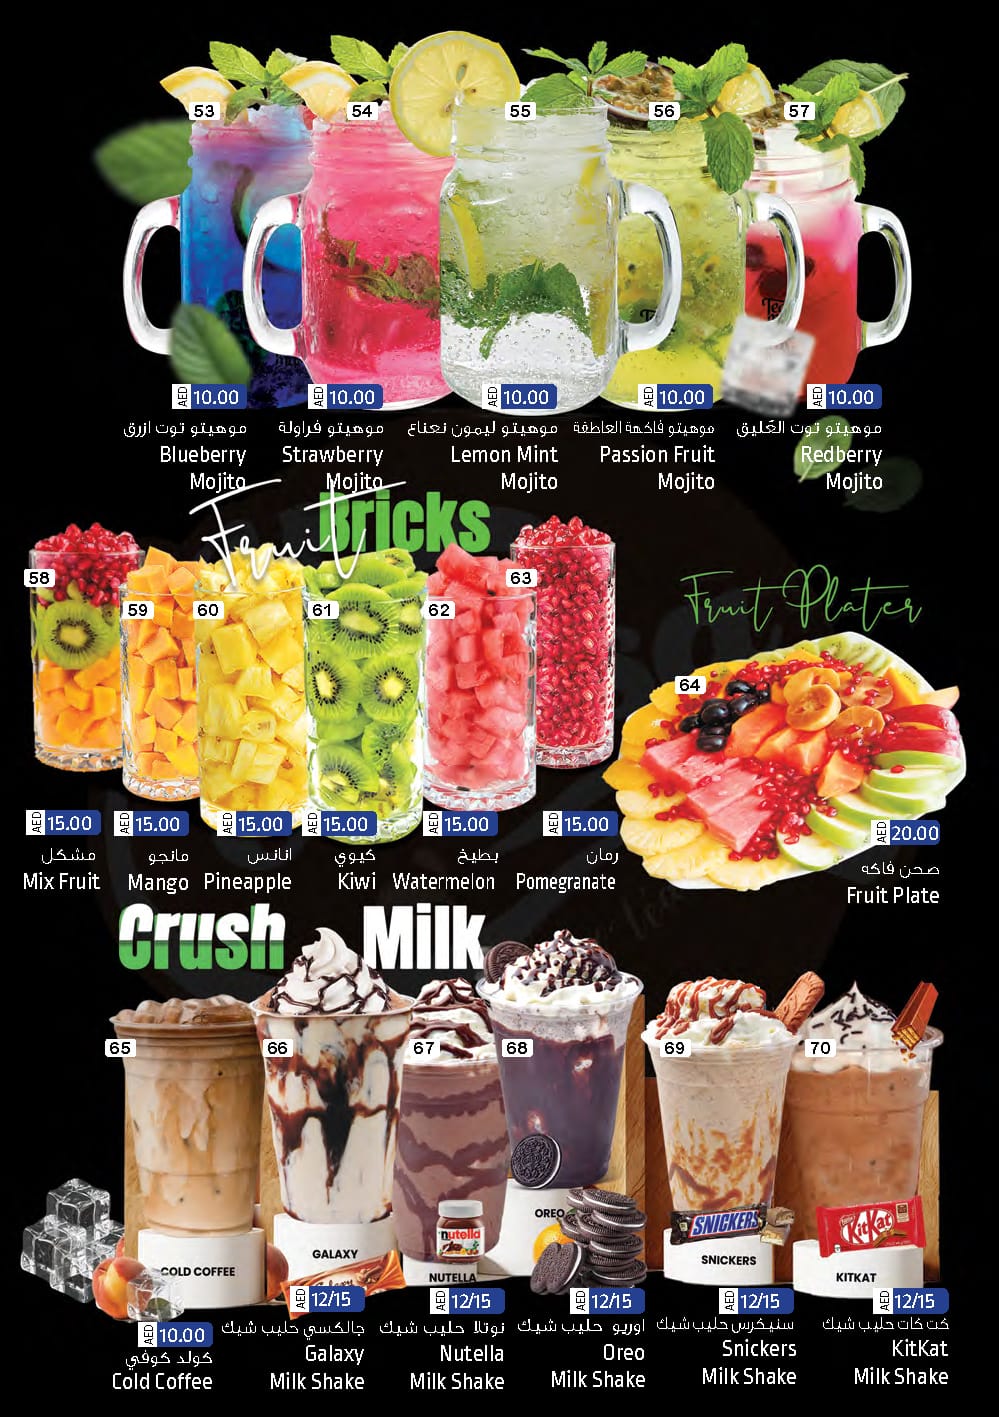 53
54
55
56
57
AED 10.00
AED 10.00
AED 10.00
AED 10.00
AED 10.00
موهيتو توت ازرق
Blueberry
Mojito
موهيتو فراولة
Strawberry
Mojito
موهيتو ليمون نعناع
Lemon Mint
Mojito
موهيتو فاكهة العاطفة
Passion Fruit
Mojito
موهيتو توت العّليق
Redberry
Mojito
Fruit Bricks
58
59
60
61
62
63
AED 15.00
AED 15.00
AED 15.00
AED 15.00
AED 15.00
AED 15.00
مشكل
Mix Fruit
مانجو
Mango
انانس
Pineapple
كيوي
Kiwi
بطيخ
Watermelon
رمان
Pomegranate
Fruit Plater
64
AED 20.00
صحن فاكه
Fruit Plate
Crush Milk
65
66
67
68
69
70
COLD COFFEE
GALAXY
Galaxy
nutella
NUTELLA
OREO
SNICKERS
SNICKERS
KitKat
KITKAT
AED 10.00
كولد كوفي
Cold Coffee
AED 12/15
جالكسي حليب شيك
Galaxy
Milk Shake
AED 12/15
نوتلا حليب شيك
Nutella
Milk Shake
AED 12/15
اوريو حليب شيك
Oreo
Milk Shake
AED 12/15
سنيكرس حليب شيك
Snickers
Milk Shake
AED 12/15
كت كات حليب شيك
KitKat
Milk Shake